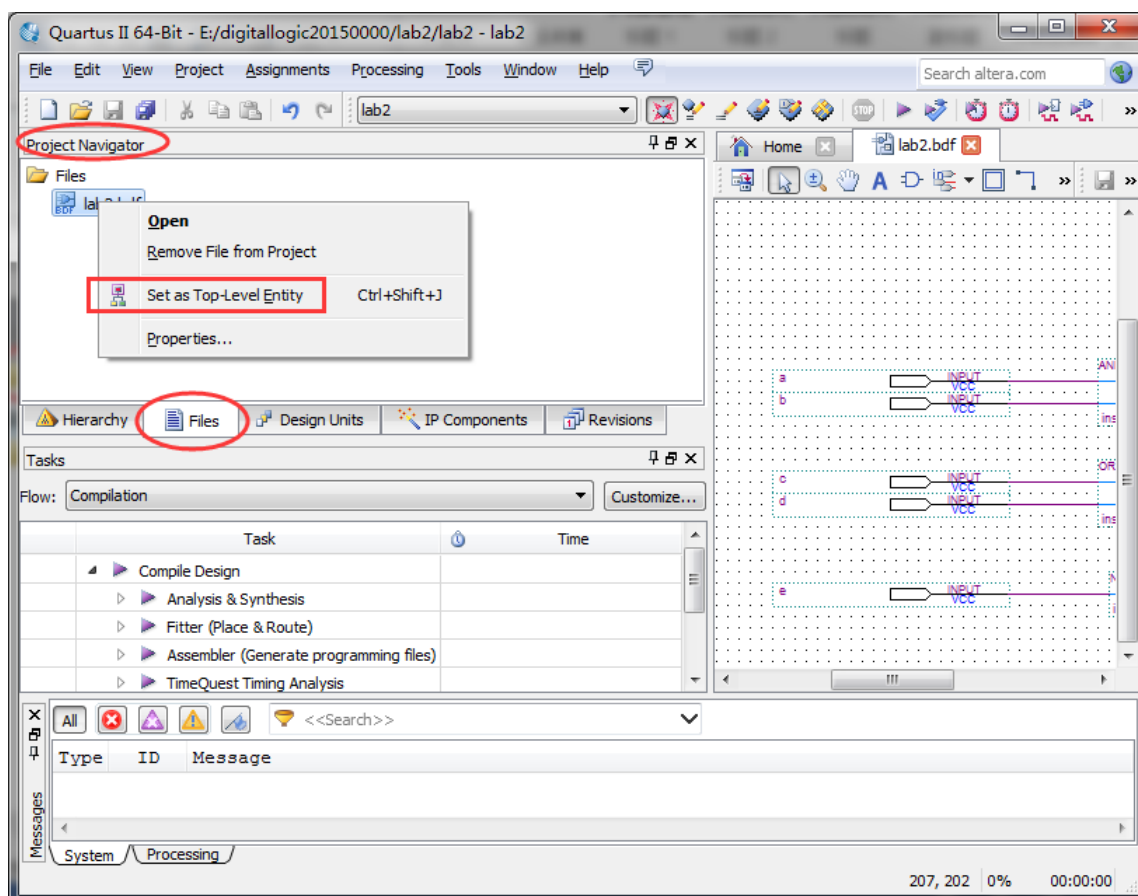 Quartus II 64-Bit - E:/digitallogic20150000/lab2/lab2 - lab2
File Edit View Project Assignments Processing Tools Window Help
Search altera.com
lab2
STOP
»
Project Navigator
Files
BDF
Open
Remove File from Project
Set as Top-Level Entity Ctrl+Shift+J
Properties...
Hierarchy Files Design Units IP Components Revisions
Tasks
Flow: Compilation Customize...
Task Time
Compile Design
Analysis & Synthesis
Fitter (Place & Route)
Assembler (Generate programming files)
TimeQuest Timing Analysis
Home lab2.bdf
» »
a INPUT VCC
b INPUT VCC
c INPUT VCC
d INPUT VCC
e INPUT VCC
All <<Search>>
Type ID Message
Messages
System Processing
207, 202 0% 00:00:00